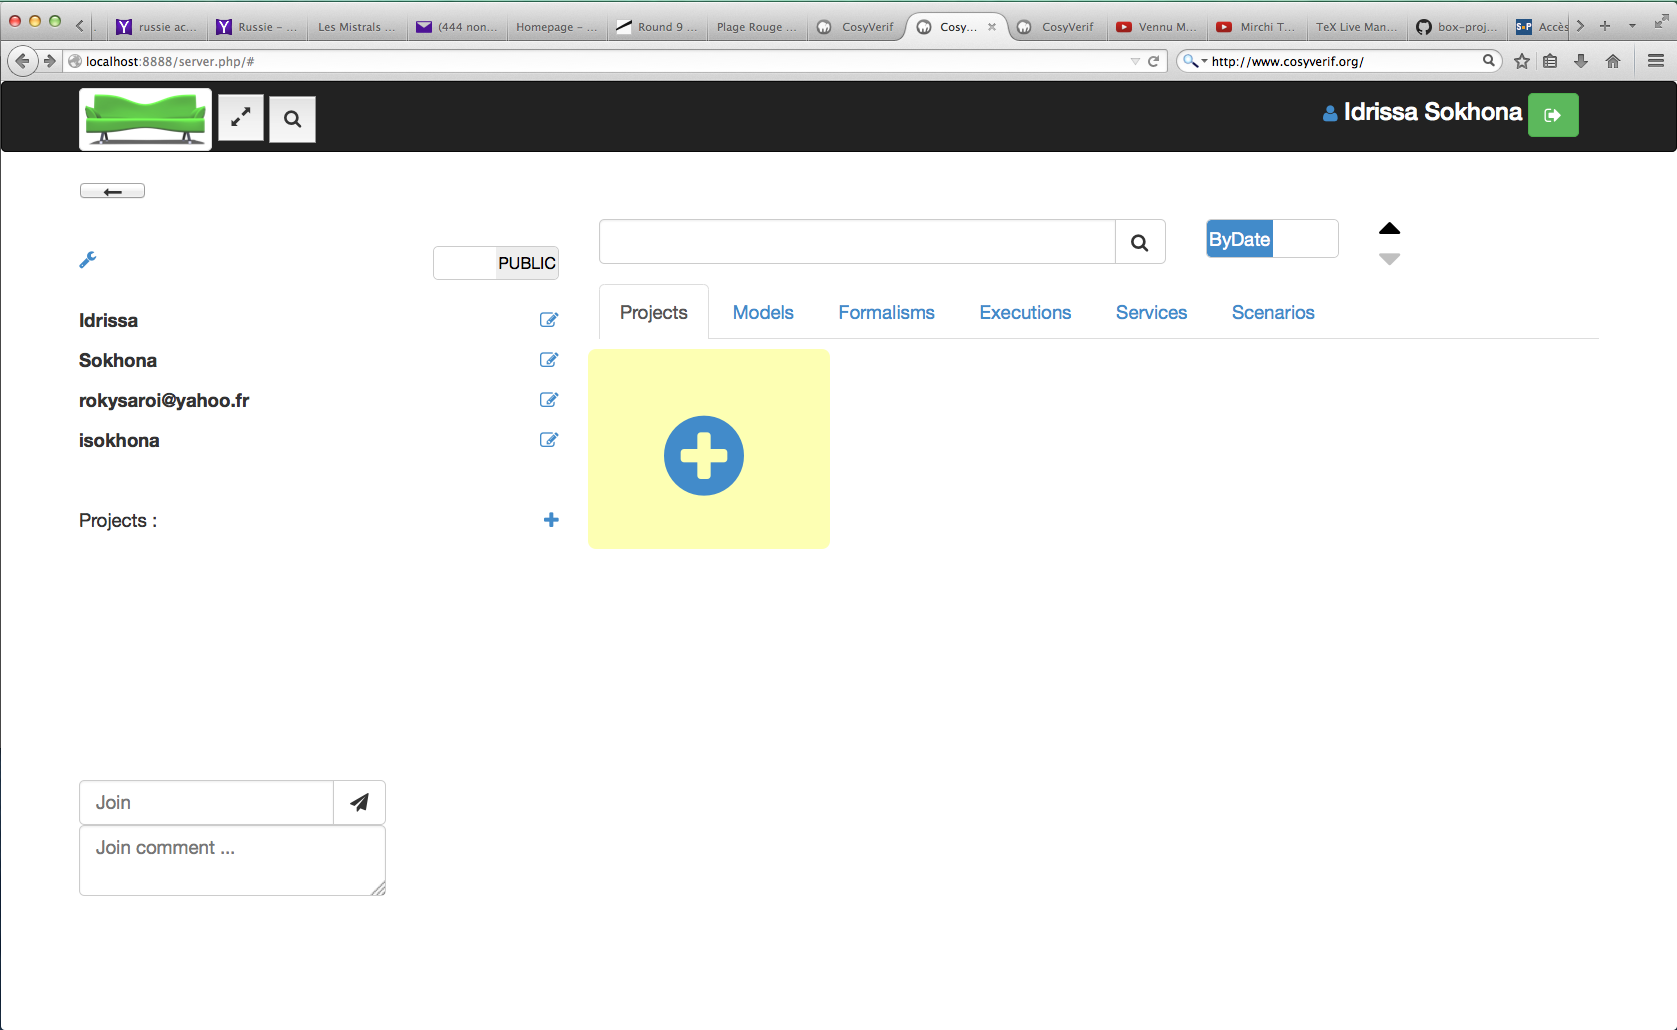 russie ac...
Russie – ...
Les Mistrals ...
(444 non...
Homepage – ...
Round 9 ...
Plage Rouge ...
CosyVerif
Cosy...
CosyVerif
Vennu M...
Mirchi T...
TeX Live Man...
box-proj...
Accès
localhost:8888/server.php/#
http://www.cosyverif.org/
Idrissa Sokhona
ByDate
PUBLIC
Projects Models Formalisms Executions Services Scenarios
Idrissa
Sokhona
rokysaroi@yahoo.fr
isokhona
Projects :
Join
Join comment ...